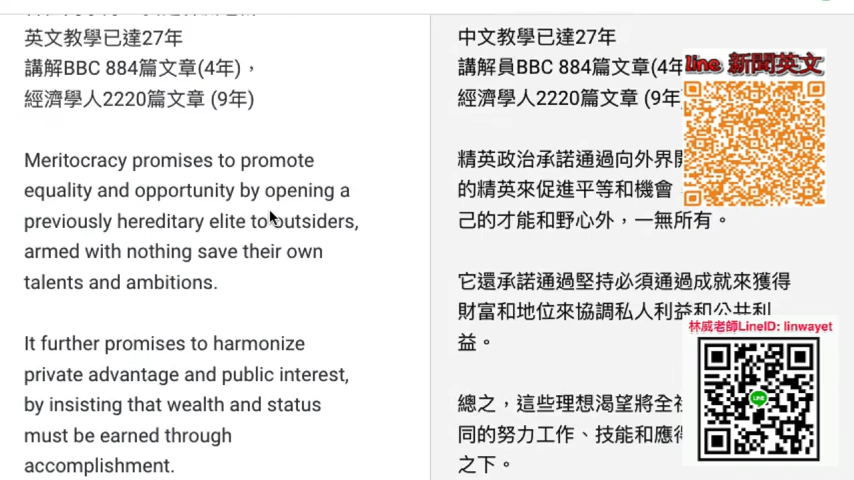 英文教學已達27年
講解BBC 884篇文章(4年)，
經濟學人2220篇文章 (9年)
Meritocracy promises to promote
equality and opportunity by opening a
previously hereditary elite to outsiders,
armed with nothing save their own
talents and ambitions.
It further promises to harmonize
private advantage and public interest,
by insisting that wealth and status
must be earned through
accomplishment.
中文教學已達27年
講解員BBC 884篇文章(4年
經濟學人2220篇文章 (9年
精英政治承諾通過向外界
的精英來促進平等和機會
己的才能和野心外，一無所有。
它還承諾通過堅持必須通過成就來獲得
財富和地位來協調私人利益和公共利
益。
總之，這些理想渴望將全
同的努力工作、技能和應
之下。
line 新聞英文
林威老師LineID: linwayet
LINE